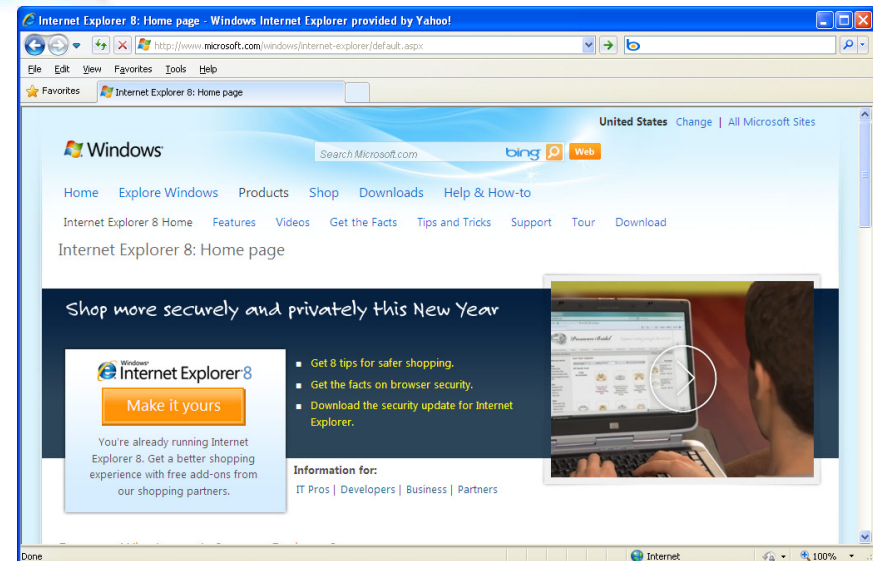 Internet Explorer 8: Home page - Windows Internet Explorer provided by Yahoo!
http://www.microsoft.com/windows/internet-explorer/default.aspx
File Edit View Favorites Tools Help
Favorites Internet Explorer 8: Home page
United States Change | All Microsoft Sites
Windows Search Microsoft.com bing Web
Home Explore Windows Products Shop Downloads Help & How-to
Internet Explorer 8 Home Features Videos Get the Facts Tips and Tricks Support Tour Download
Internet Explorer 8: Home page
Shop more securely and privately this New Year
Windows
Internet Explorer 8
Make it yours
You're already running Internet
Explorer 8. Get a better shopping
experience with free add-ons from
our shopping partners.
Get 8 tips for safer shopping.
Get the facts on browser security.
Download the security update for Internet
Explorer.
Information for:
IT Pros | Developers | Business | Partners
Done Internet 100%